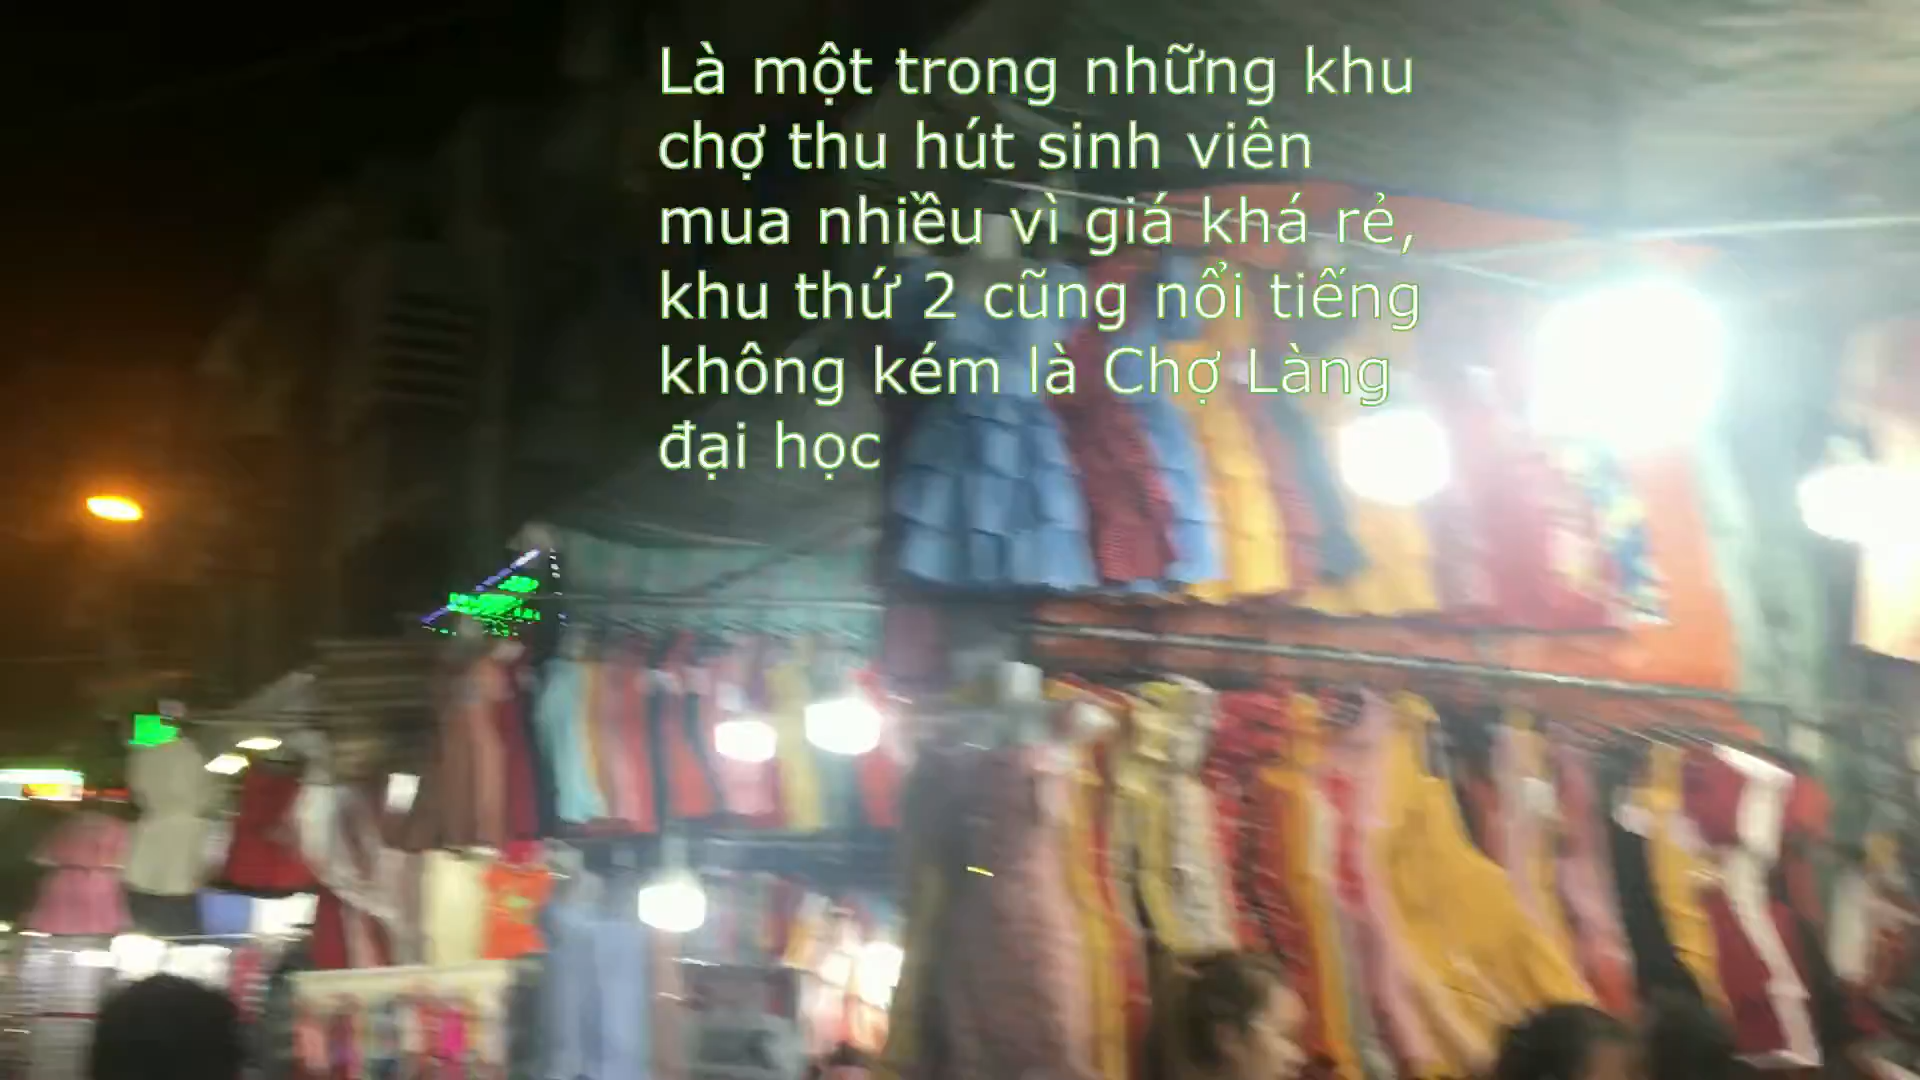 Là một trong những khu
chợ thu hút sinh viên
mua nhiều vì giá khá rẻ,
khu thứ 2 cũng nổi tiếng
không kém là Chợ Làng
đại học